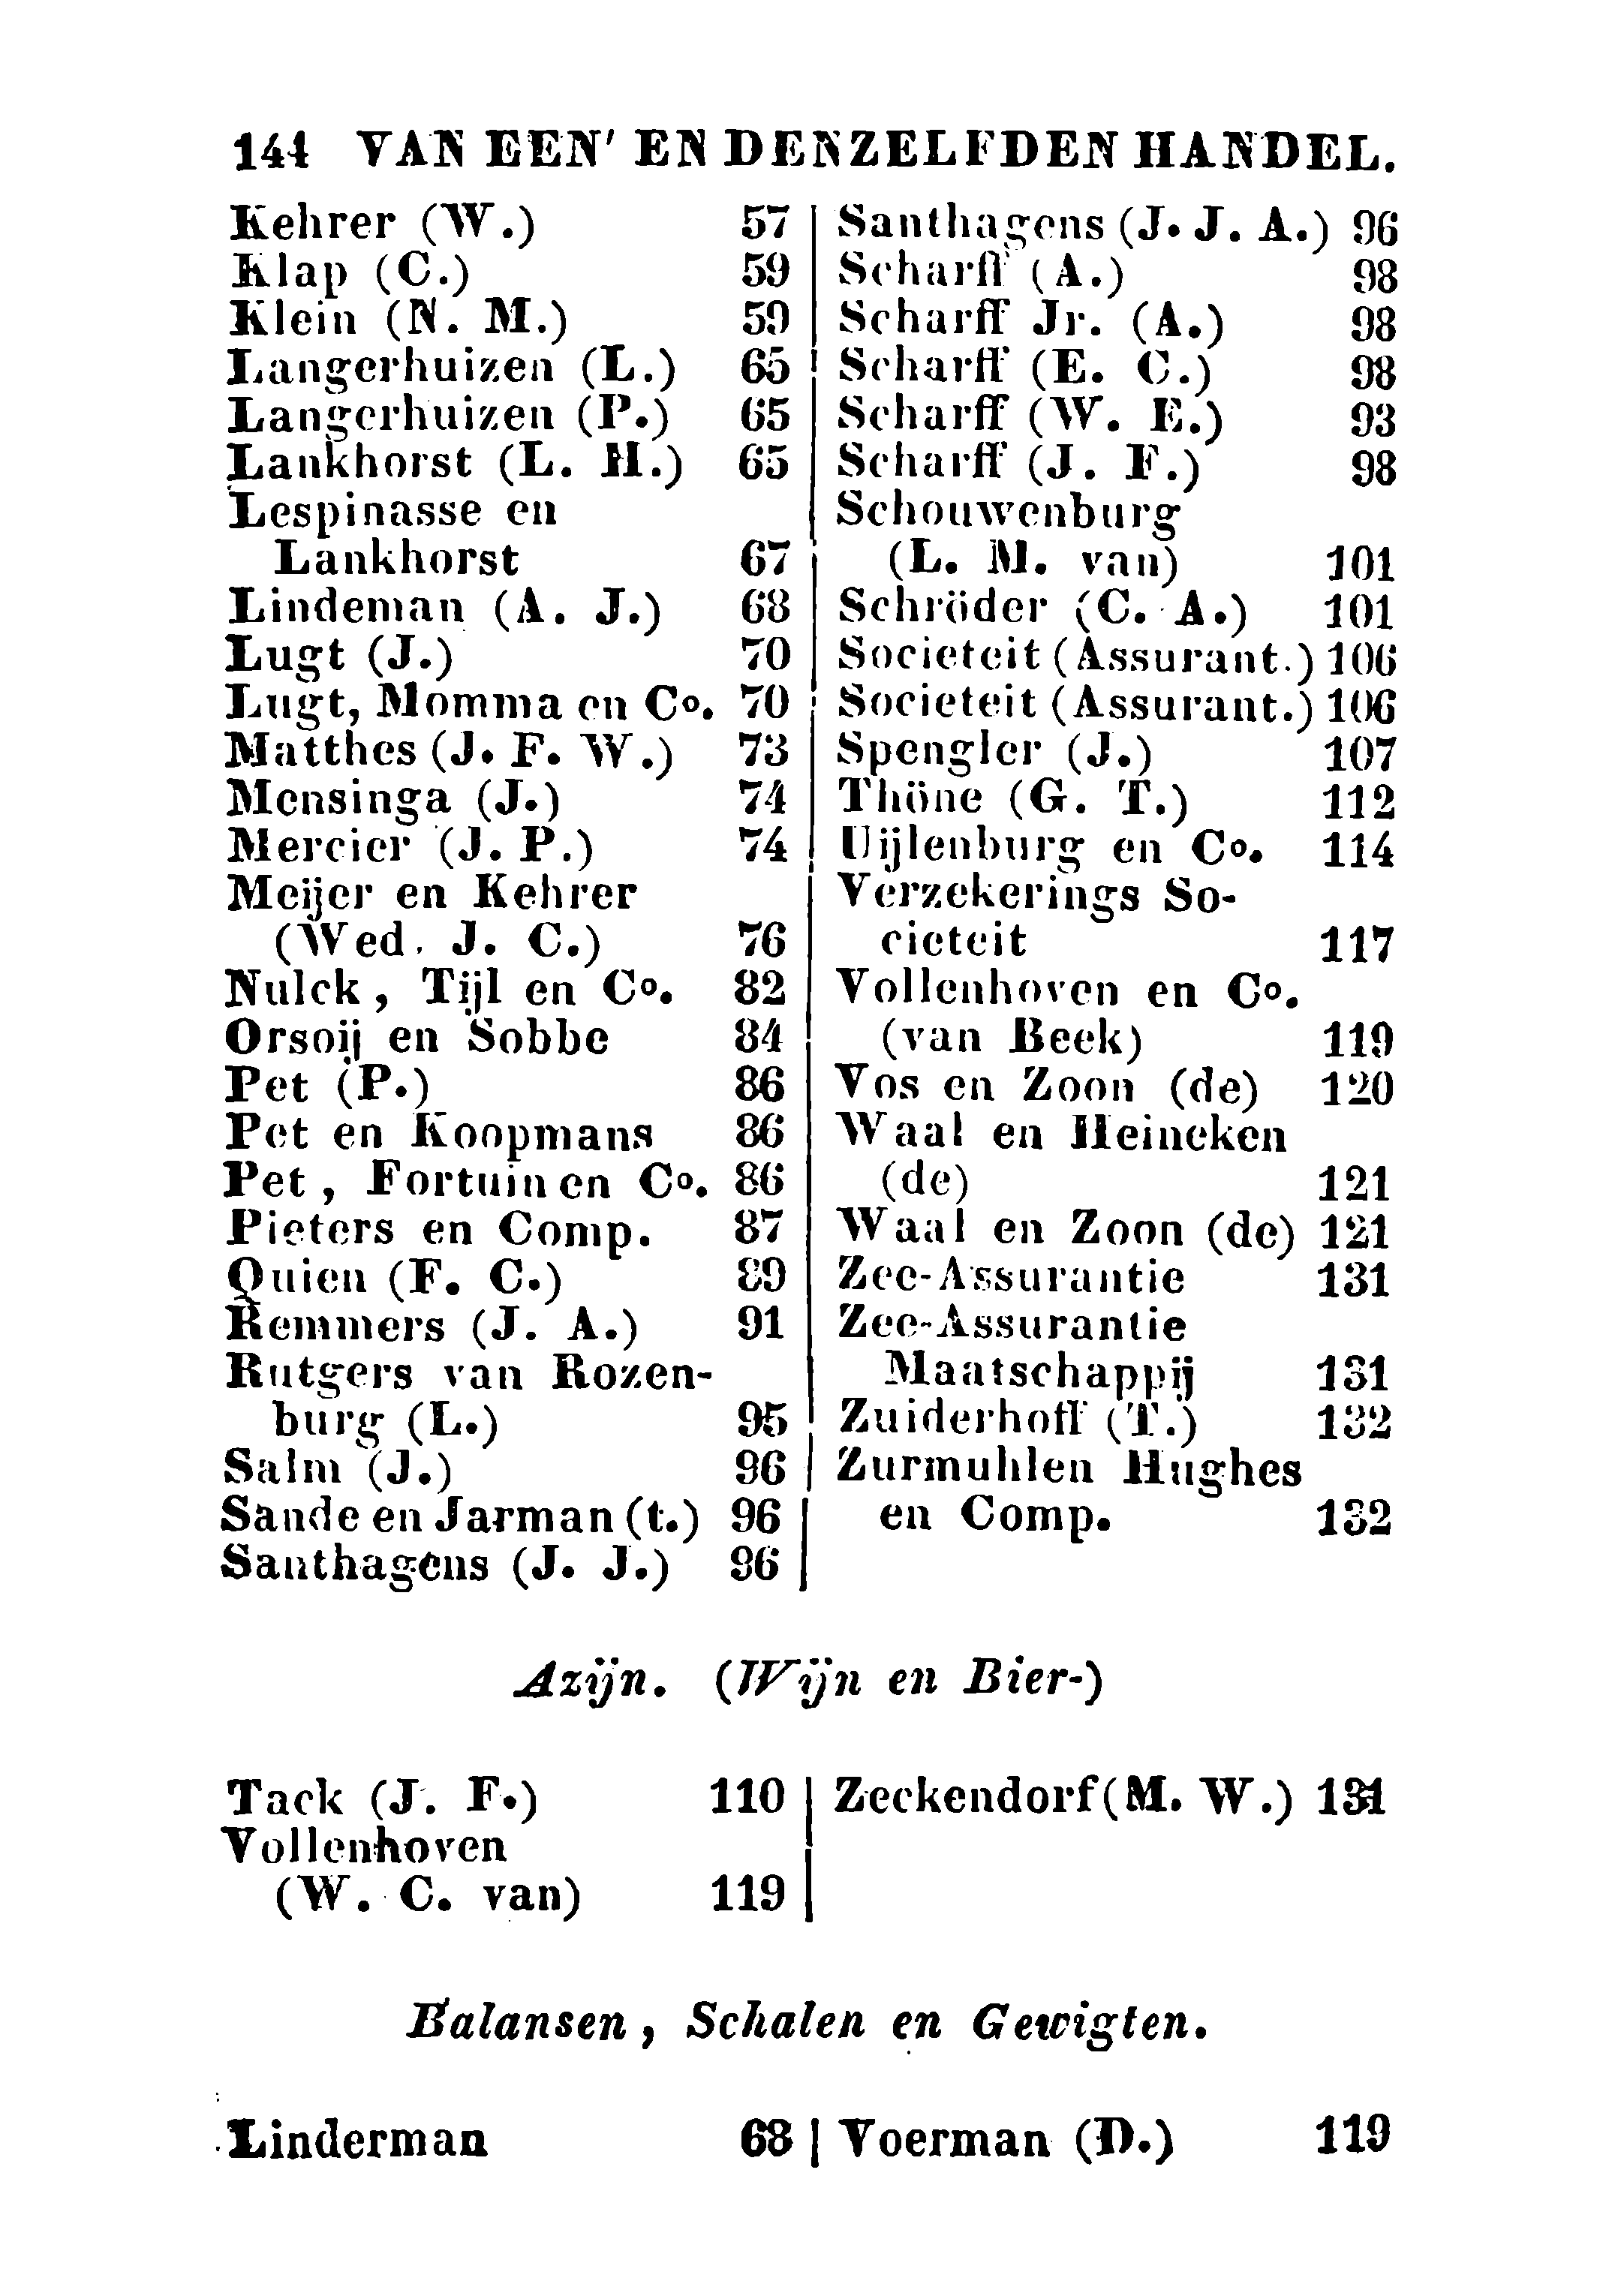 144 VAN EEN' EN DENZELFDEN HANDEL.
Kehrer (W.) 57
Klap (C.) 59
Klein (N. M.) 59
Langerhuizen (L.) 65
Langerhuizen (P.) 65
Lankhorst (L. H.) 65
Lespinasse en
Lankhorst 67
Lindeman (A. J.) 68
Lugt (J.) 70
Lugt, Momma en Co. 70
Matthes (J. F. W.) 73
Mensinga (J.) 74
Mercier (J. P.) 74
Meijer en Kehrer
(Wed. J. C.) 76
Nulck, Tijl en Co. 82
Orsoij en Sobbe 84
Pet (P.) 86
Pet en Koopmans 86
Pet, Fortuin en Co. 86
Pieters en Comp. 87
Quien (F. C.) 89
Remmers (J. A.) 91
Rutgers van Rozen-
burg (L.) 95
Salm (J.) 96
Sande en Jarman (t.) 96
Santhagens (J. J.) 96
Santhagens (J. J. A.) 96
Scharff (A.) 98
Scharff Jr. (A.) 98
Scharff (E. C.) 98
Scharff (W. E.) 98
Scharff (J. F.) 98
Schouwenburg
(L. M. van) 101
Schröder (C. A.) 101
Societeit (Assurant.) 106
Societeit (Assurant.) 106
Spengler (J.) 107
Thöne (G. T.) 112
Uijlenburg en Co. 114
Verzekerings So-
cieteit 117
Vollenhoven en Co.
(van Beek) 119
Vos en Zoon (de) 120
Waal en Heineken
(de) 121
Waal en Zoon (de) 121
Zee-Assurantie 131
Zee-Assurantie
Maatschappij 131
Zuiderhoff (T.) 132
Zurmuhlen Hughes
en Comp. 132
Azijn. (Wijn en Bier-)
Tack (J. F.) 110
Vollenhoven
(W. C. van) 119
Zeckendorf (M. W.) 131
Balansen, Schalen en Gewigten.
Linderman 68
Voerman (D.) 119